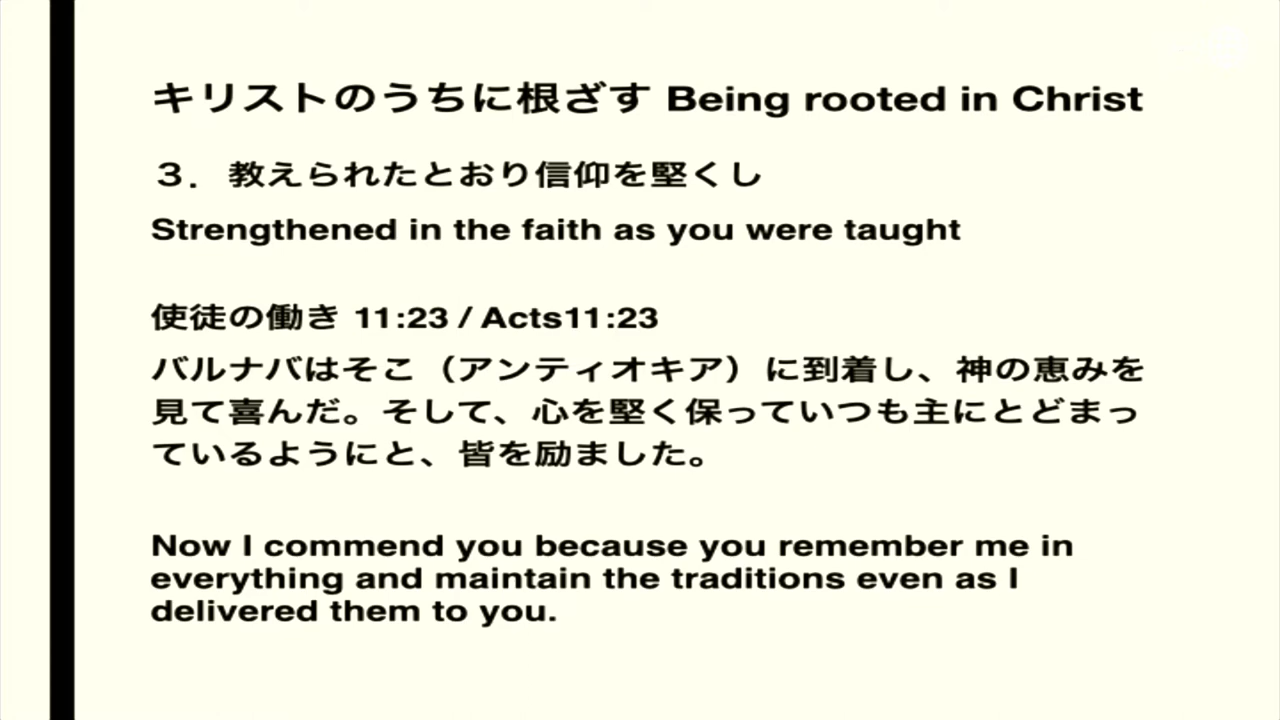 キリストのうちに根ざす Being rooted in Christ
３．教えられたとおり信仰を堅くし
Strengthened in the faith as you were taught
使徒の働き 11:23 / Acts11:23
バルナバはそこ（アンティオキア）に到着し、神の恵みを
見て喜んだ。そして、心を堅く保っていつも主にとどまっ
ているようにと、皆を励ました。
Now I commend you because you remember me in
everything and maintain the traditions even as I
delivered them to you.